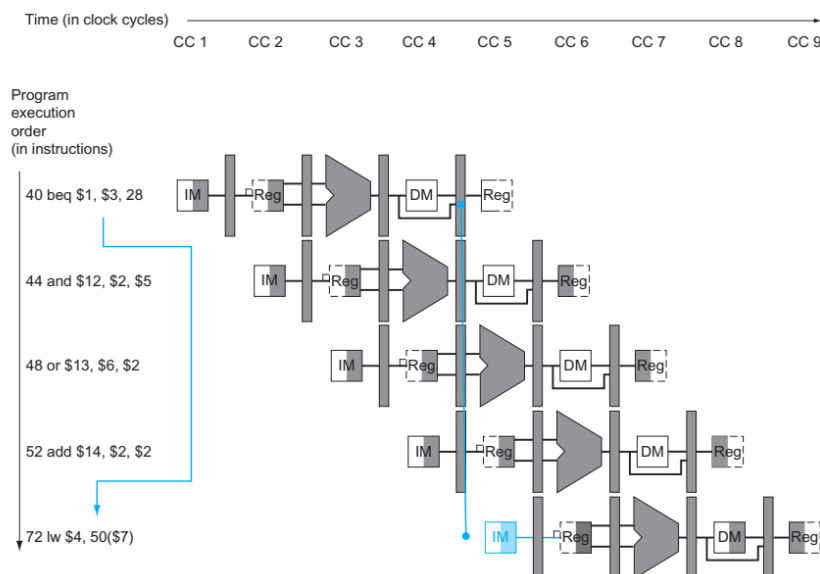 Time (in clock cycles)
CC 1 CC 2 CC 3 CC 4 CC 5 CC 6 CC 7 CC 8 CC 9
Program
execution
order
(in instructions)
40 beq $1, $3, 28
IM Reg DM Reg
44 and $12, $2, $5
IM Reg DM Reg
48 or $13, $6, $2
IM Reg DM Reg
52 add $14, $2, $2
IM Reg DM Reg
72 lw $4, 50($7)
IM Reg DM Reg